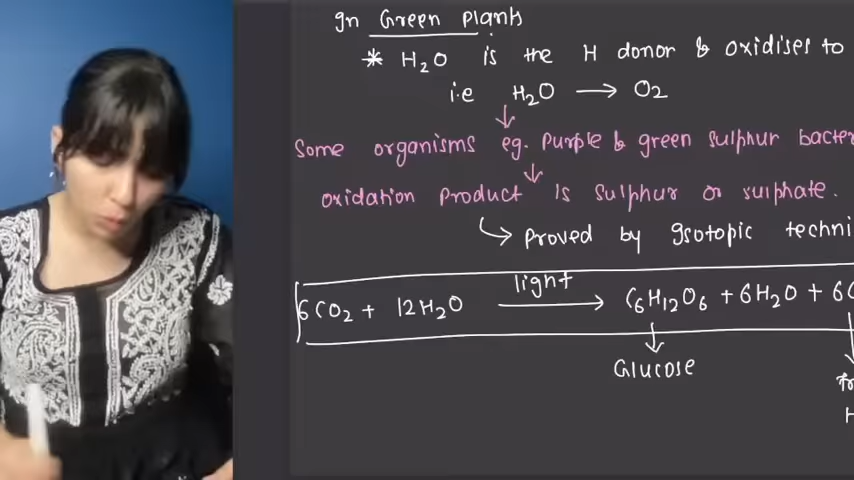 In Green Plants
* H2O is the H donor & oxidises to
i.e H2O → O2
Some organisms eg. Purple & green sulphur bacter
oxidation Product is sulphur or sulphate.
Proved by Isotopic techni
6CO2 + 12H2O light → C6H12O6 + 6H2O + 6
Glucose
H